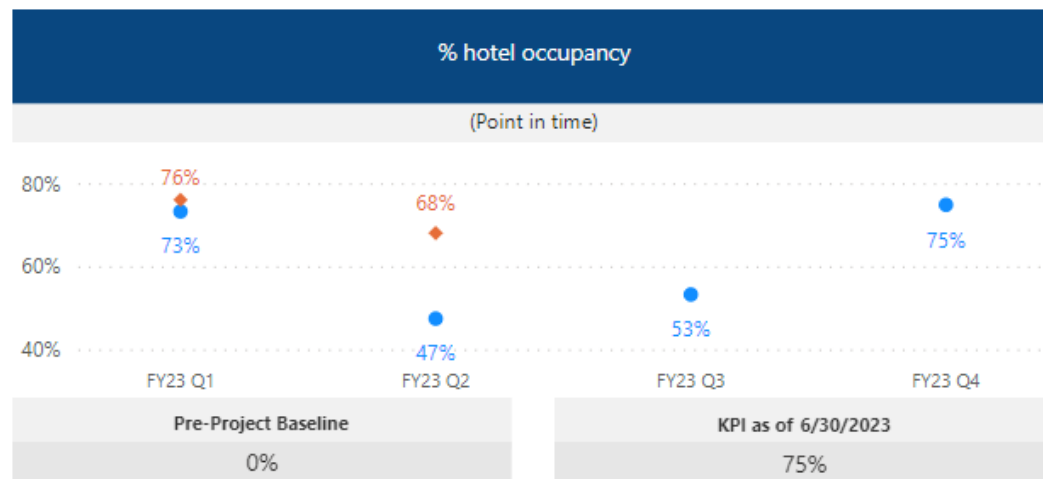 % hotel occupancy
(Point in time)
80%
76%
68%
73%
75%
60%
53%
40%
47%
FY23 Q1 FY23 Q2 FY23 Q3 FY23 Q4
Pre-Project Baseline KPI as of 6/30/2023
0% 75%